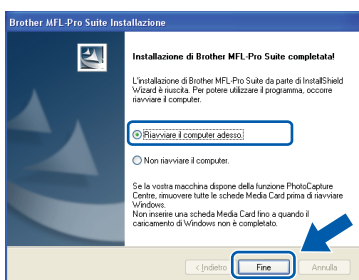 Brother MFL-Pro Suite Installazione
Installazione di Brother MFL-Pro Suite completata!
L'installazione di Brother MFL-Pro Suite da parte di InstallShield
Wizard è riuscita. Per potere utilizzare il programma, occorre
riavviare il computer.
Riavviare il computer adesso.
Non riavviare il computer.
Se la vostra macchina dispone della funzione PhotoCapture
Centre, rimuovere tutte le schede Media Card prima di riavviare
Windows.
Non inserire una scheda Media Card fino a quando il
caricamento di Windows non è completato.
< Indietro Fine Annulla